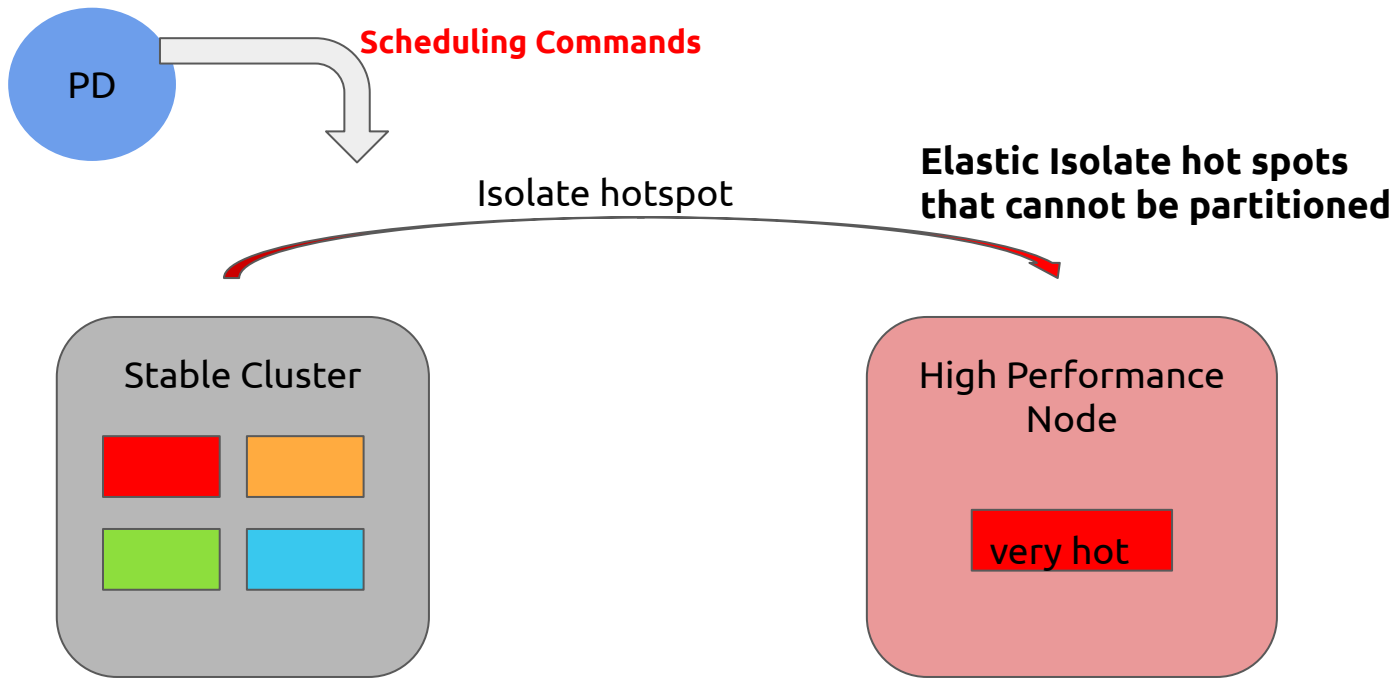 PD
Scheduling Commands
Elastic Isolate hot spots
that cannot be partitioned
Isolate hotspot
Stable Cluster
High Performance
Node
very hot